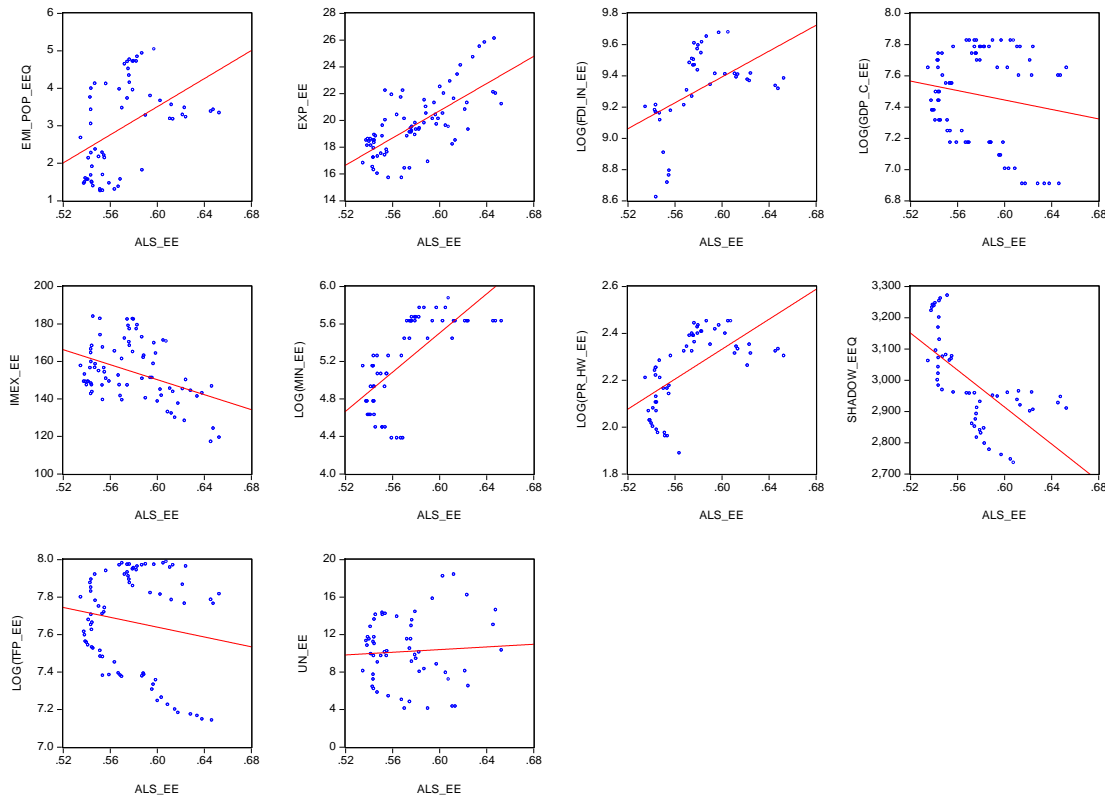 EMI_POP_EEQ
6
5
4
3
2
1
.52 .56 .60 .64 .68
ALS_EE
EXP_EE
28
26
24
22
20
18
16
14
.52 .56 .60 .64 .68
ALS_EE
LOG(FDI_IN_EE)
9.8
9.6
9.4
9.2
9.0
8.8
8.6
.52 .56 .60 .64 .68
ALS_EE
LOG(GDP_C_EE)
8.0
7.8
7.6
7.4
7.2
7.0
6.8
.52 .56 .60 .64 .68
ALS_EE
IMEX_EE
200
180
160
140
120
100
.52 .56 .60 .64 .68
ALS_EE
LOG(MIN_EE)
6.0
5.6
5.2
4.8
4.4
4.0
.52 .56 .60 .64 .68
ALS_EE
LOG(PR_HW_EE)
2.6
2.4
2.2
2.0
1.8
.52 .56 .60 .64 .68
ALS_EE
SHADOW_EEQ
3,300
3,200
3,100
3,000
2,900
2,800
2,700
.52 .56 .60 .64 .68
ALS_EE
LOG(TFP_EE)
8.0
7.8
7.6
7.4
7.2
7.0
.52 .56 .60 .64 .68
ALS_EE
UN_EE
20
16
12
8
4
0
.52 .56 .60 .64 .68
ALS_EE